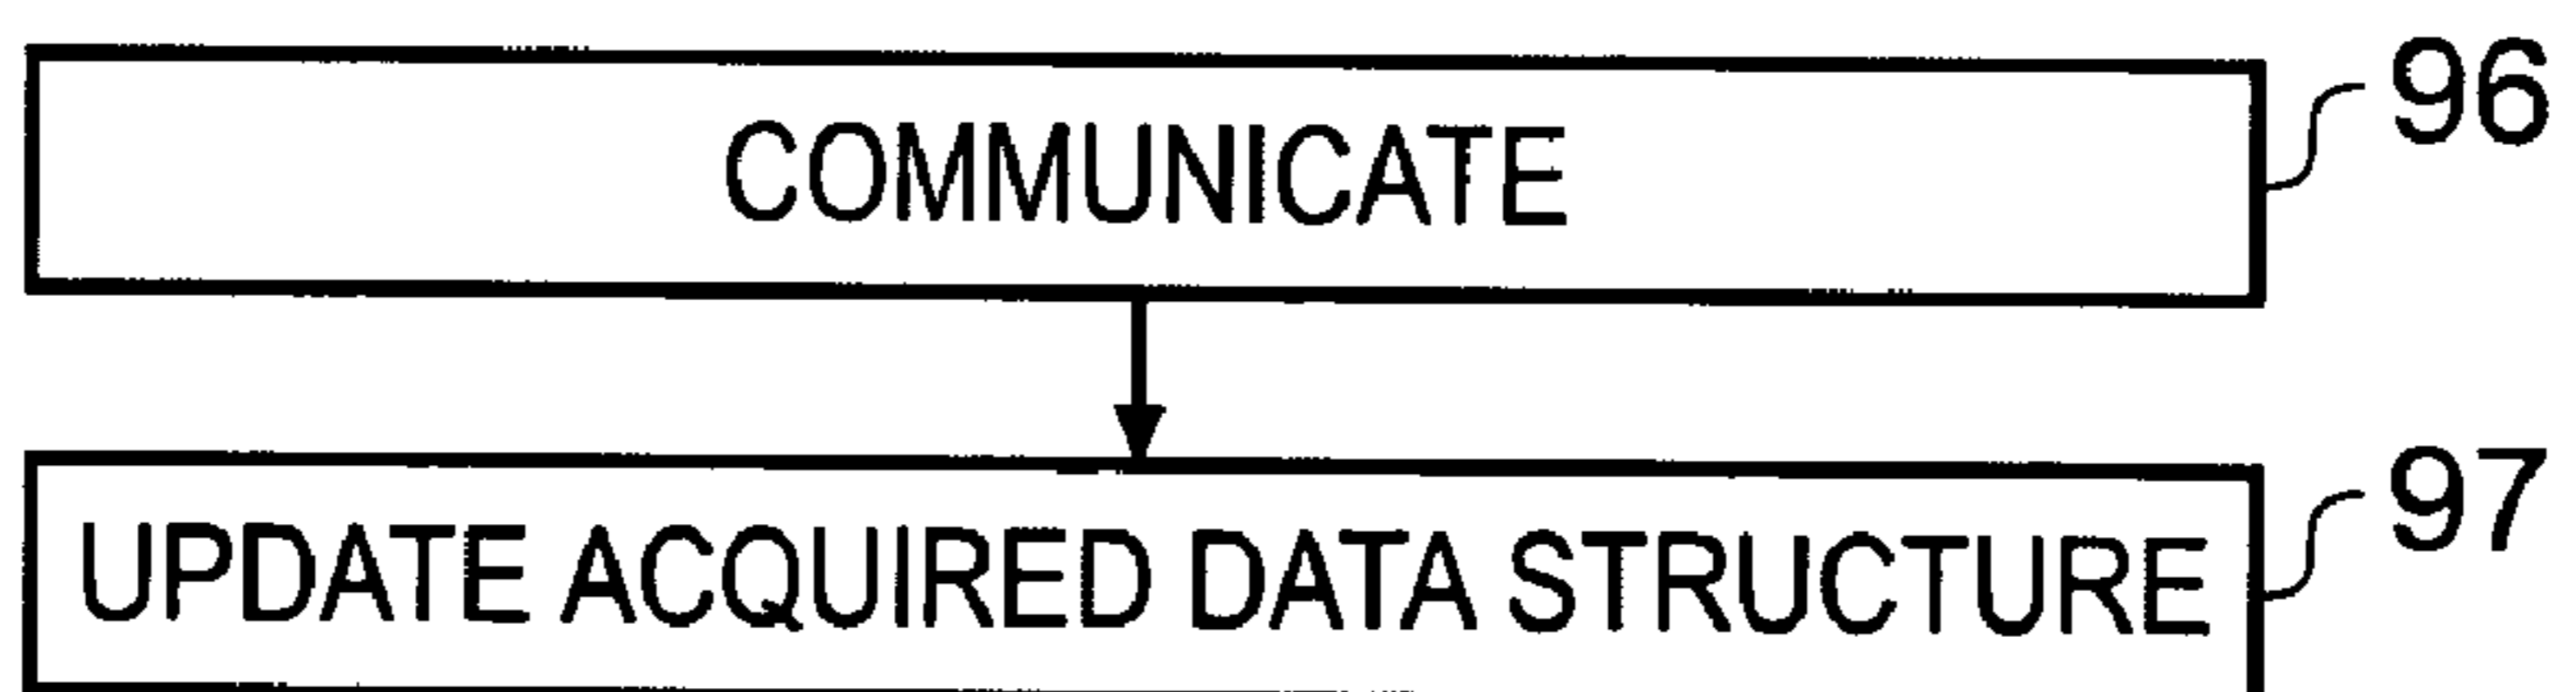 COMMUNICATE
96
UPDATE ACQUIRED DATA STRUCTURE
97